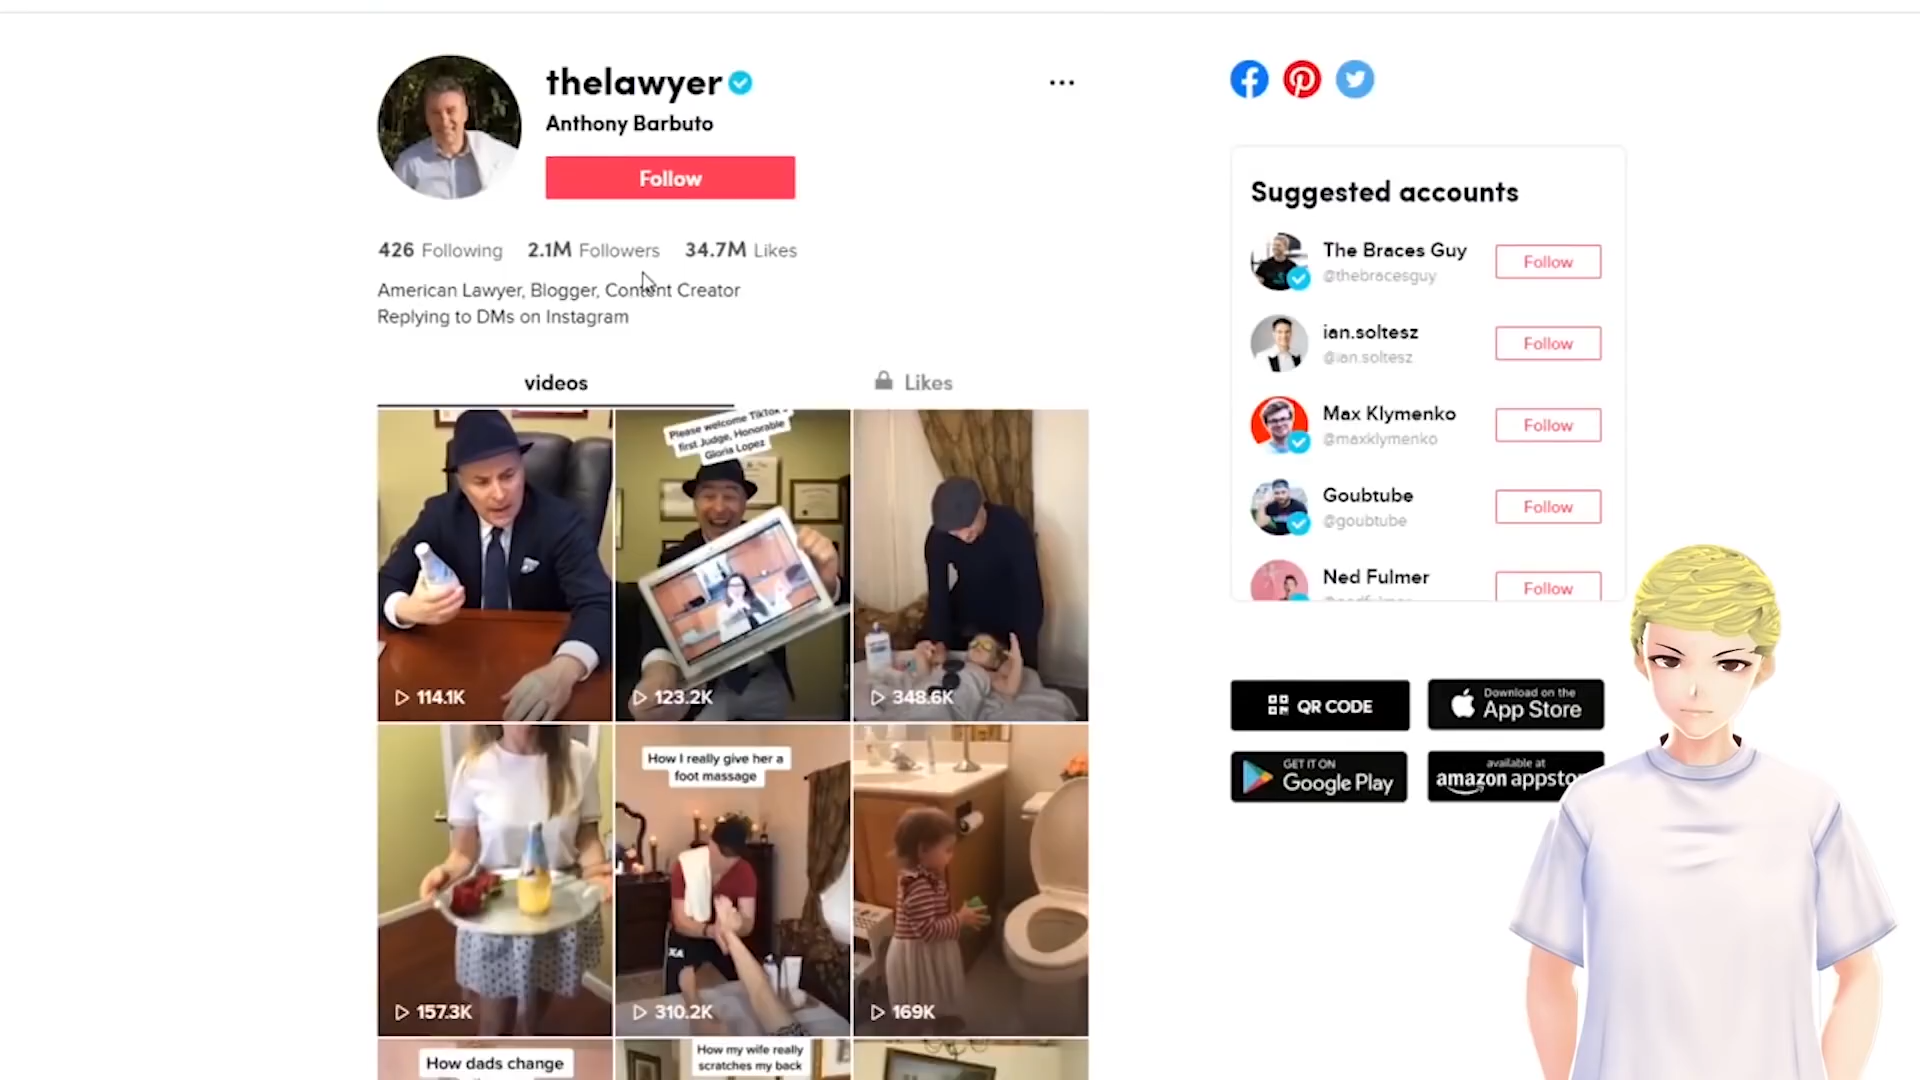 thelawyer
Anthony Barbuto
Follow
426 Following 2.1M Followers 34.7M Likes
American Lawyer, Blogger, Content Creator
Replying to DMs on Instagram
videos
Likes
114.1K
Please welcome TikTok
first Judge, Honorable
Gloria Lopez
123.2K
348.6K
157.3K
How I really give her a
foot massage
310.2K
169K
How dads change
How my wife really
scratches my back
Suggested accounts
The Braces Guy
@thebracesguy
Follow
ian.soltesz
@ian.soltesz
Follow
Max Klymenko
@maxklymenko
Follow
Goubtube
@goubtube
Follow
Ned Fulmer
Follow
QR CODE
Download on the
App Store
GET IT ON
Google Play
available at
amazon appstor